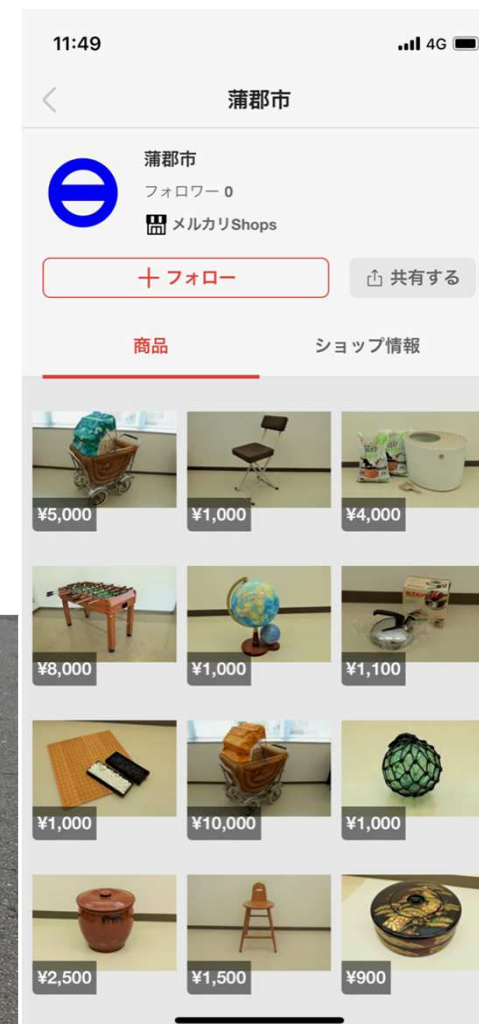 11:49
4G
蒲郡市
蒲郡市
フォロワー 0
メルカリShops
フォロー
共有する
商品
ショップ情報
¥5,000
¥1,000
¥4,000
¥8,000
¥1,000
¥1,100
¥1,000
¥10,000
¥1,000
¥2,500
¥1,500
¥900